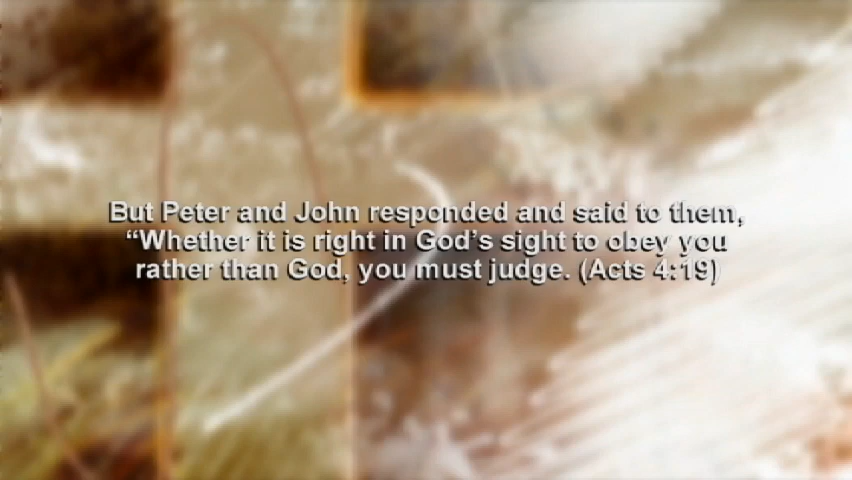 But Peter and John responded and said to them,
“Whether it is right in God’s sight to obey you
rather than God, you must judge. (Acts 4:19)